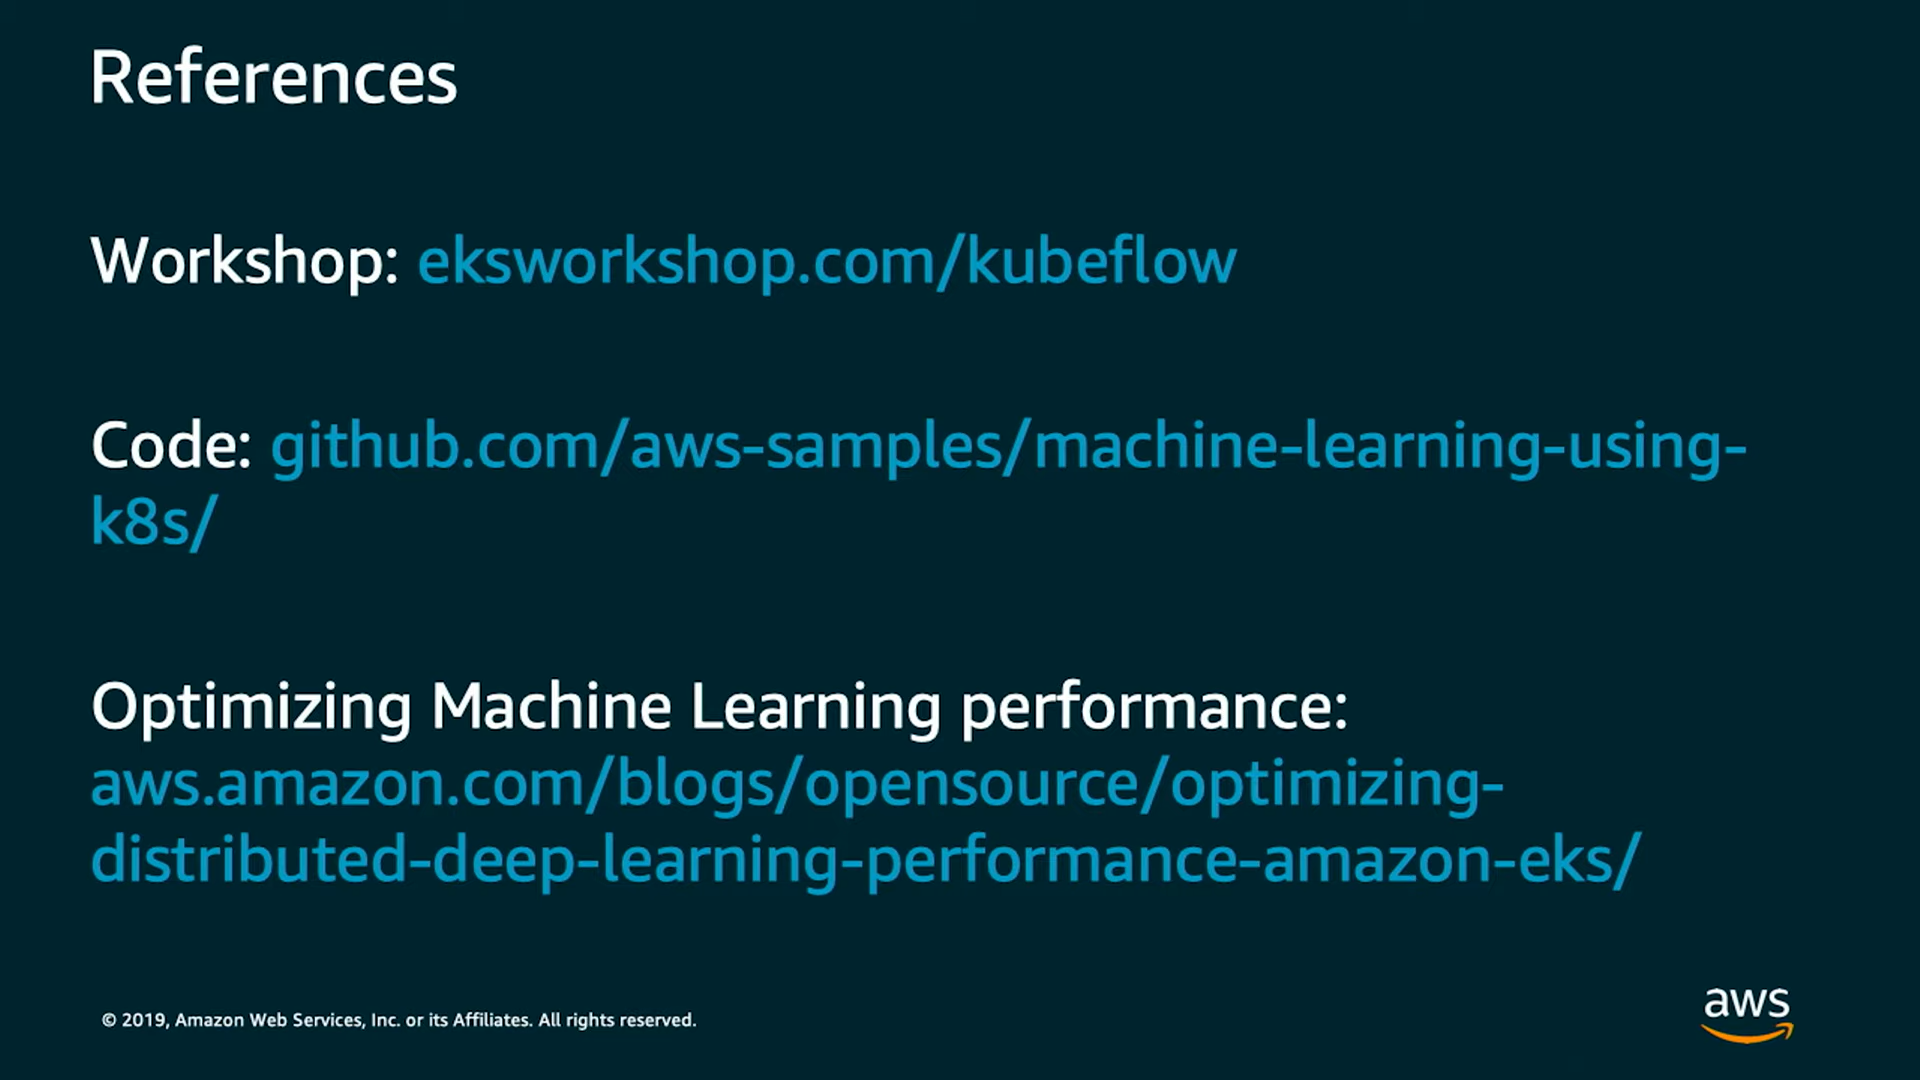 References
Workshop: eksworkshop.com/kubeflow
Code: github.com/aws-samples/machine-learning-using-
k8s/
Optimizing Machine Learning performance:
aws.amazon.com/blogs/opensource/optimizing-
distributed-deep-learning-performance-amazon-eks/
© 2019, Amazon Web Services, Inc. or its Affiliates. All rights reserved.
aws